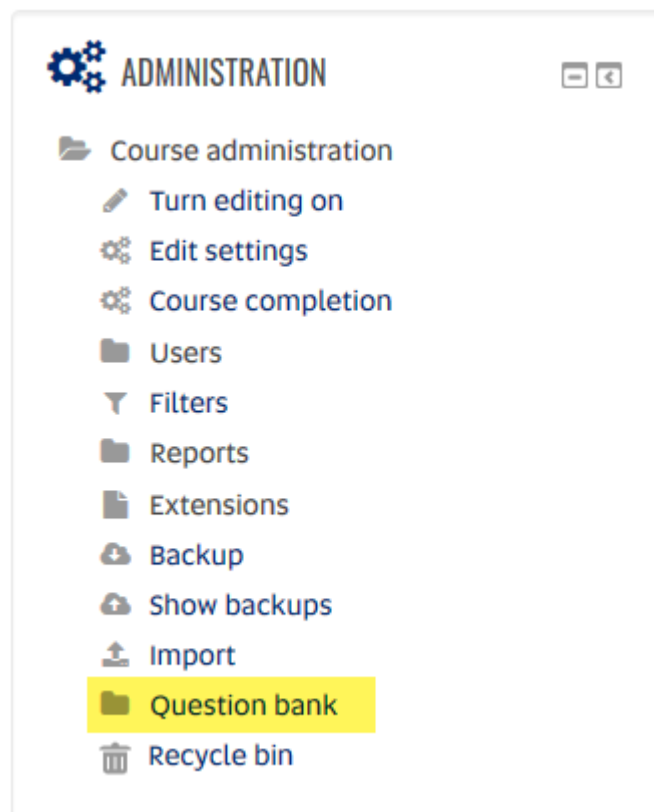 ADMINISTRATION
Course administration
Turn editing on
Edit settings
Course completion
Users
Filters
Reports
Extensions
Backup
Show backups
Import
Question bank
Recycle bin